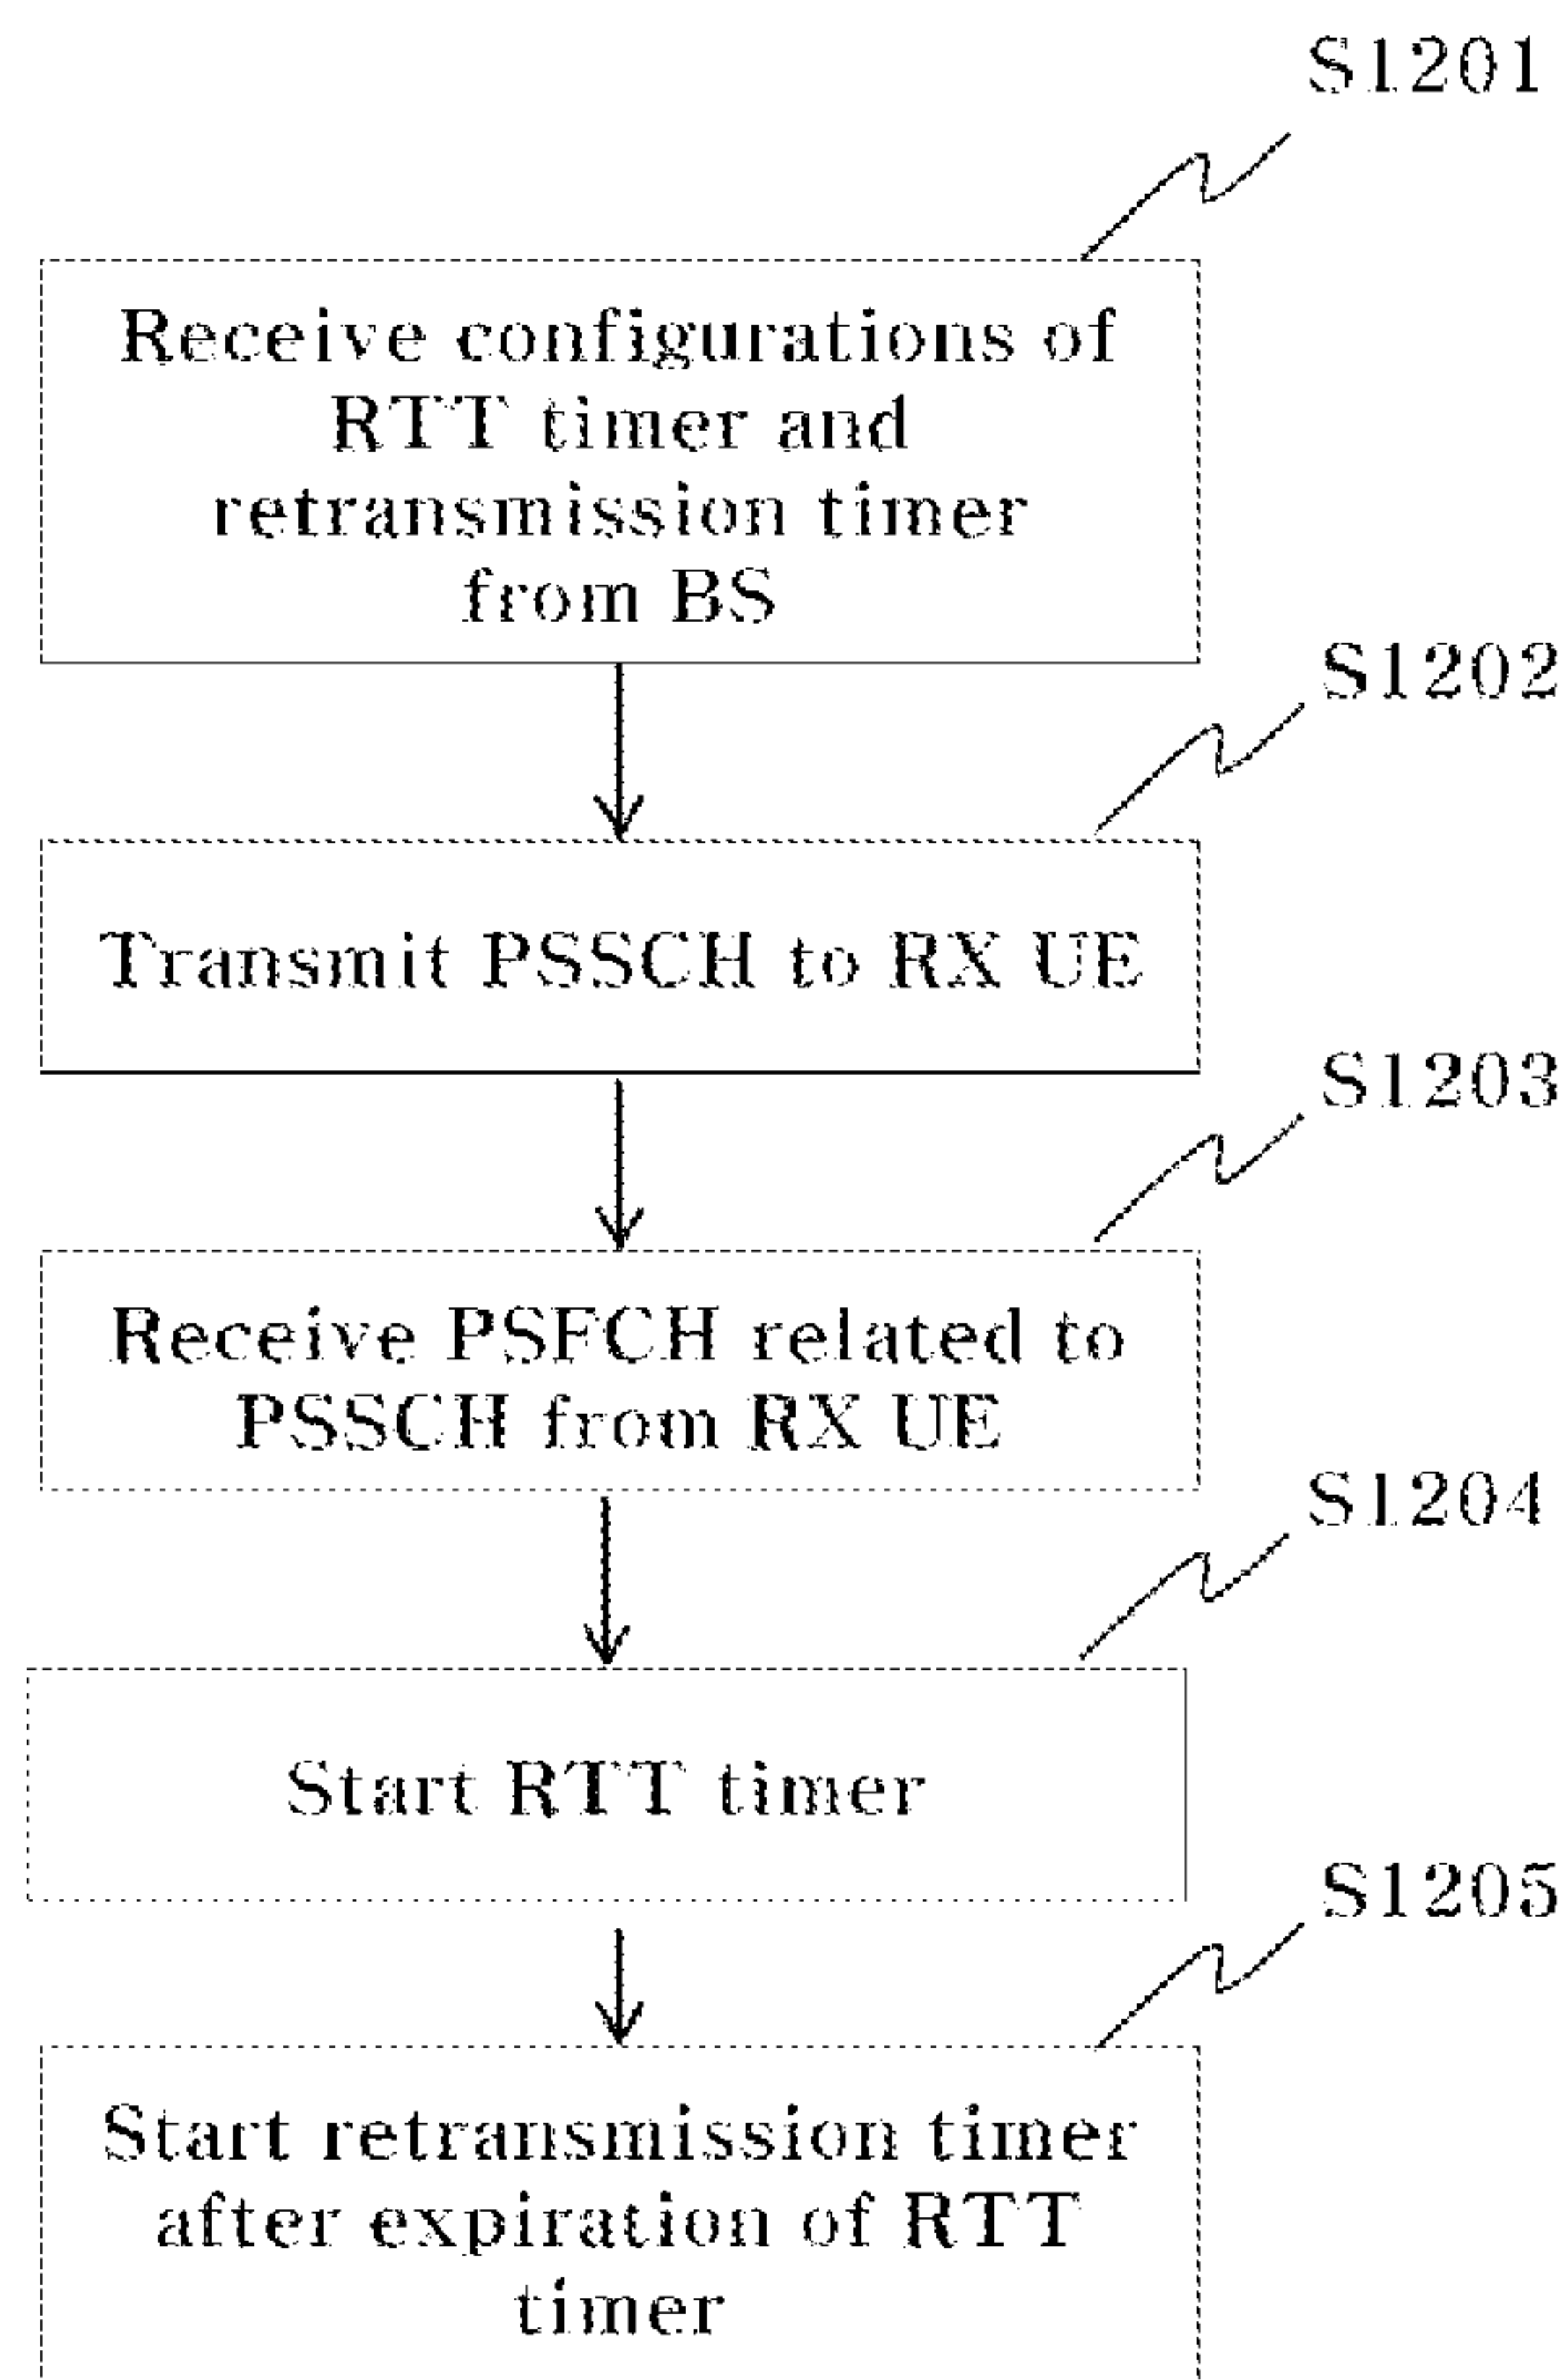 S1201
Receive configurations of
RTT timer and
retransmission timer
from BS
S1202
Transmit PSSCH to RX UE
S1203
Receive PSFCH related to
PSSCH from RX UE
S1204
Start RTT timer
S1205
Start retransmission timer
after expiration of RTT
timer